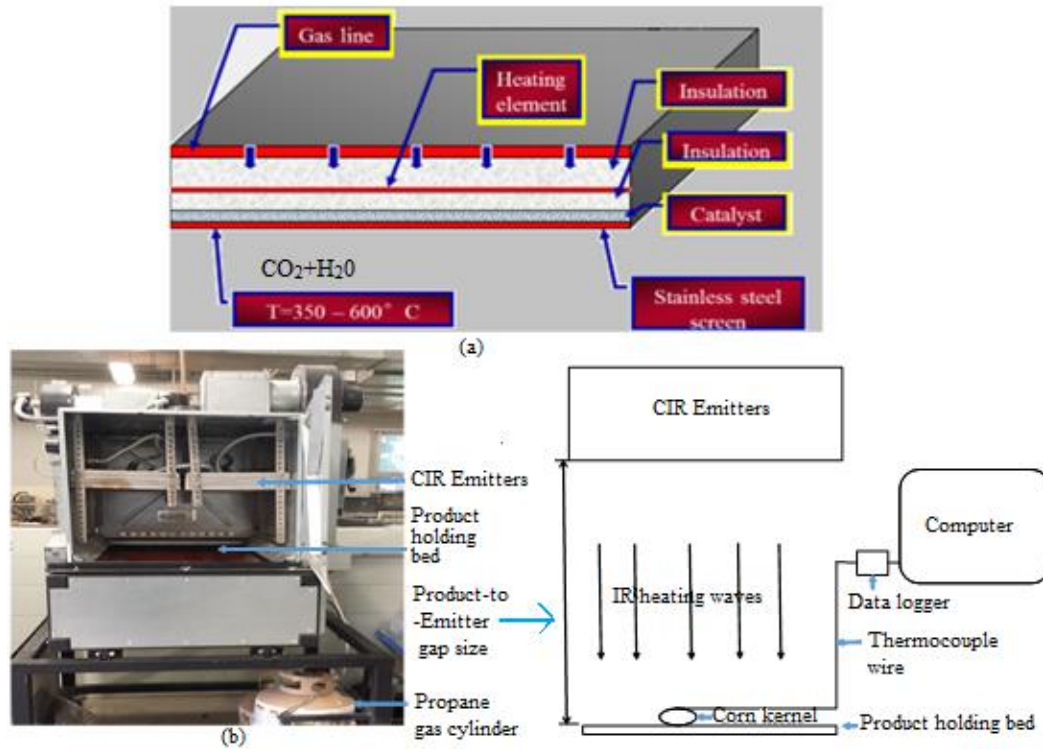 Gas line
Heating
element
Insulation
Insulation
Catalyst
CO₂+H₂0
T=350 – 600° C
Stainless steel
screen
(a)
CIR Emitters
CIR Emitters
Product
holding
bed
Computer
Product-to
-Emitter
gap size
IR heating waves
Data logger
Thermocouple
wire
Propane
gas cylinder
Corn kernel
Product holding bed
(b)